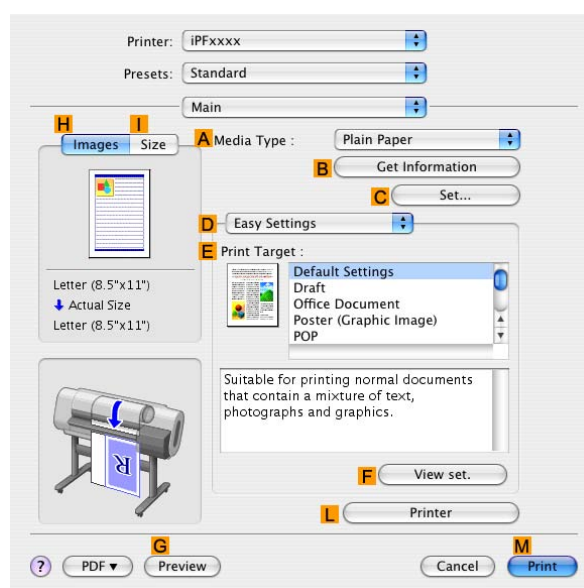 Printer: iPFxxxx
Presets: Standard
Main
H I
Images Size
A Media Type : Plain Paper
B Get Information
C Set...
D Easy Settings
E Print Target :
Default Settings
Draft
Office Document
Poster (Graphic Image)
POP
Letter (8.5"x11")
Actual Size
Letter (8.5"x11")
Suitable for printing normal documents
that contain a mixture of text,
photographs and graphics.
R
F View set.
L Printer
G M
? PDF Preview Cancel Print